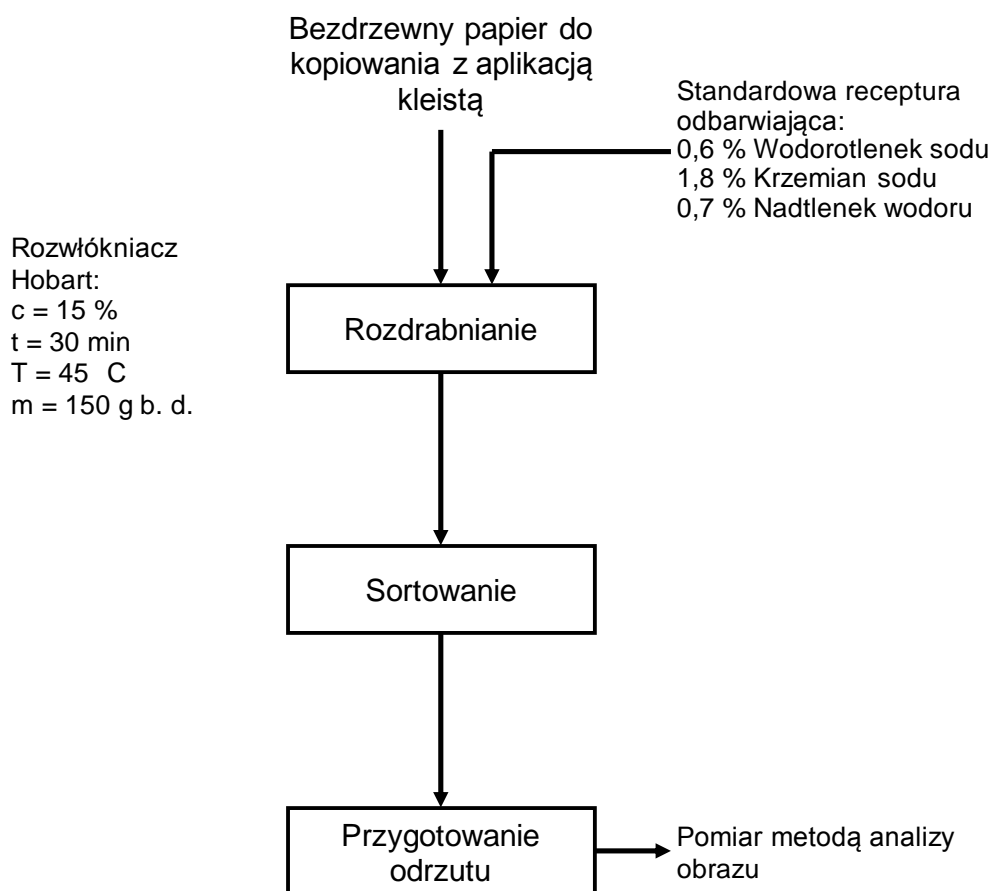 Bezdrzewny papier do
kopiowania z aplikacją
kleistą
Standardowa receptura
odbarwiająca:
0,6 % Wodorotlenek sodu
1,8 % Krzemian sodu
0,7 % Nadtlenek wodoru
Rozwłókniacz
Hobart:
c = 15 %
t = 30 min
T = 45 C
m = 150 g b. d.
Rozdrabnianie
Sortowanie
Przygotowanie
odrzutu
Pomiar metodą analizy
obrazu